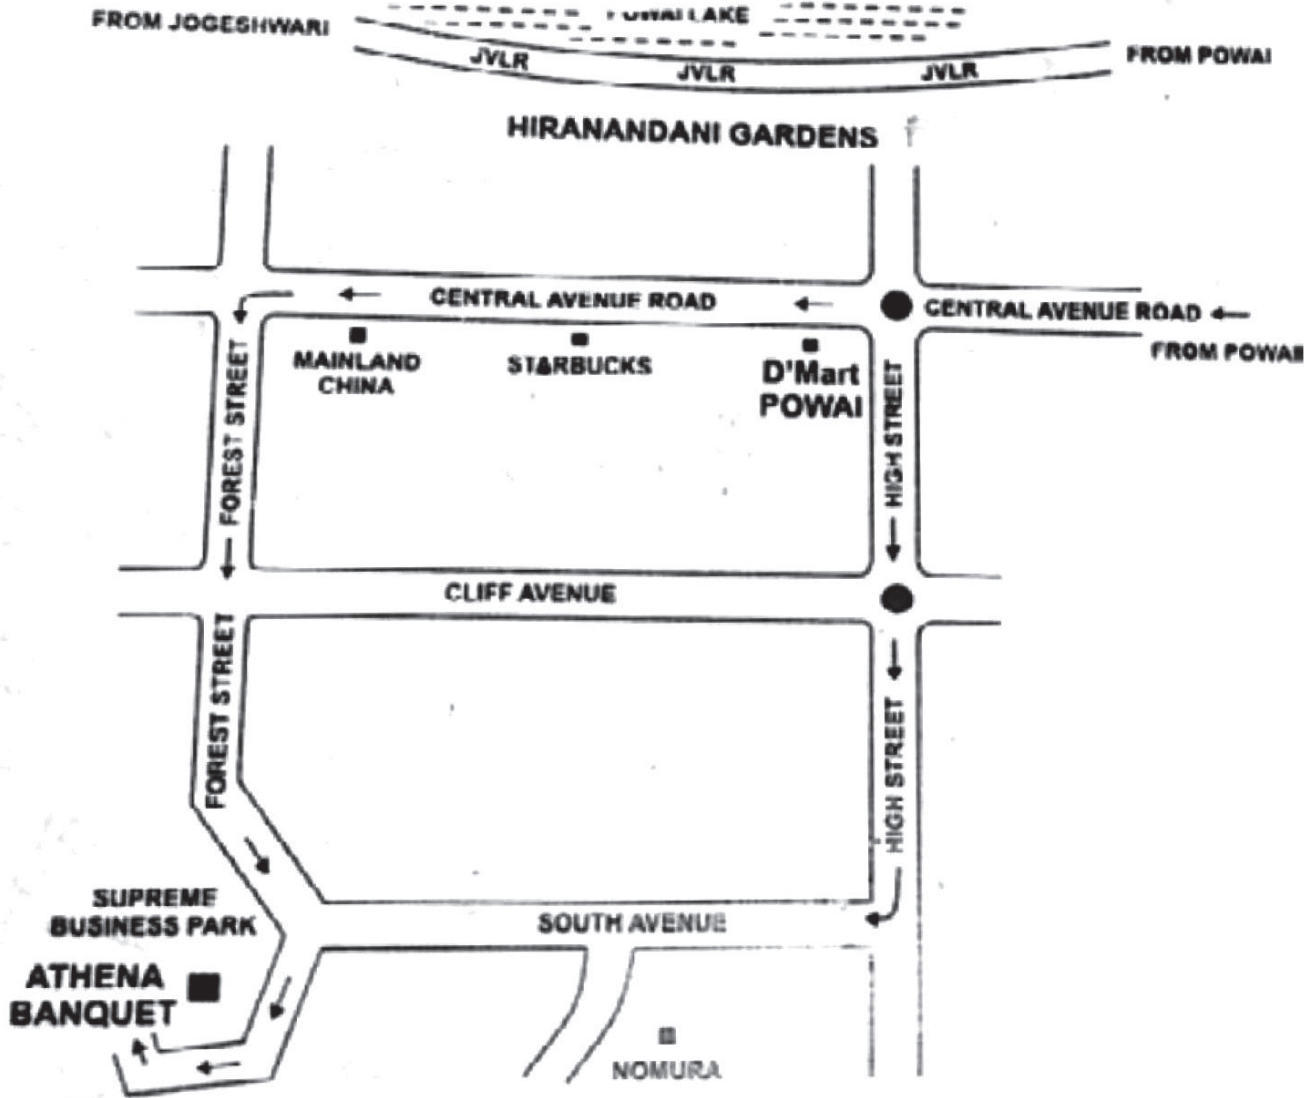 POWAI LAKE
FROM JOGESHWARI
FROM POWAI
JVLR
JVLR
JVLR
HIRANANDANI GARDENS
CENTRAL AVENUE ROAD
CENTRAL AVENUE ROAD
FROM POWAI
MAINLAND
CHINA
STARBUCKS
D'Mart
POWAI
FOREST STREET
HIGH STREET
CLIFF AVENUE
FOREST STREET
HIGH STREET
SUPREME
BUSINESS PARK
SOUTH AVENUE
ATHENA
BANQUET
NOMURA